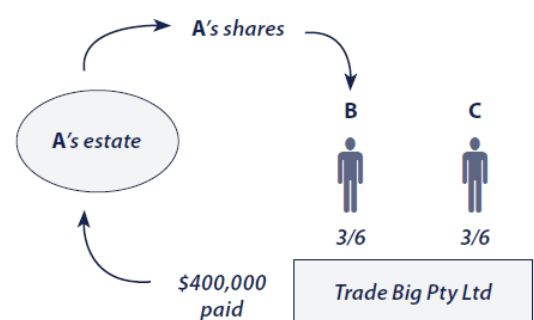 A's shares
B
C
A's estate
3/6
3/6
$400,000
paid
Trade Big Pty Ltd